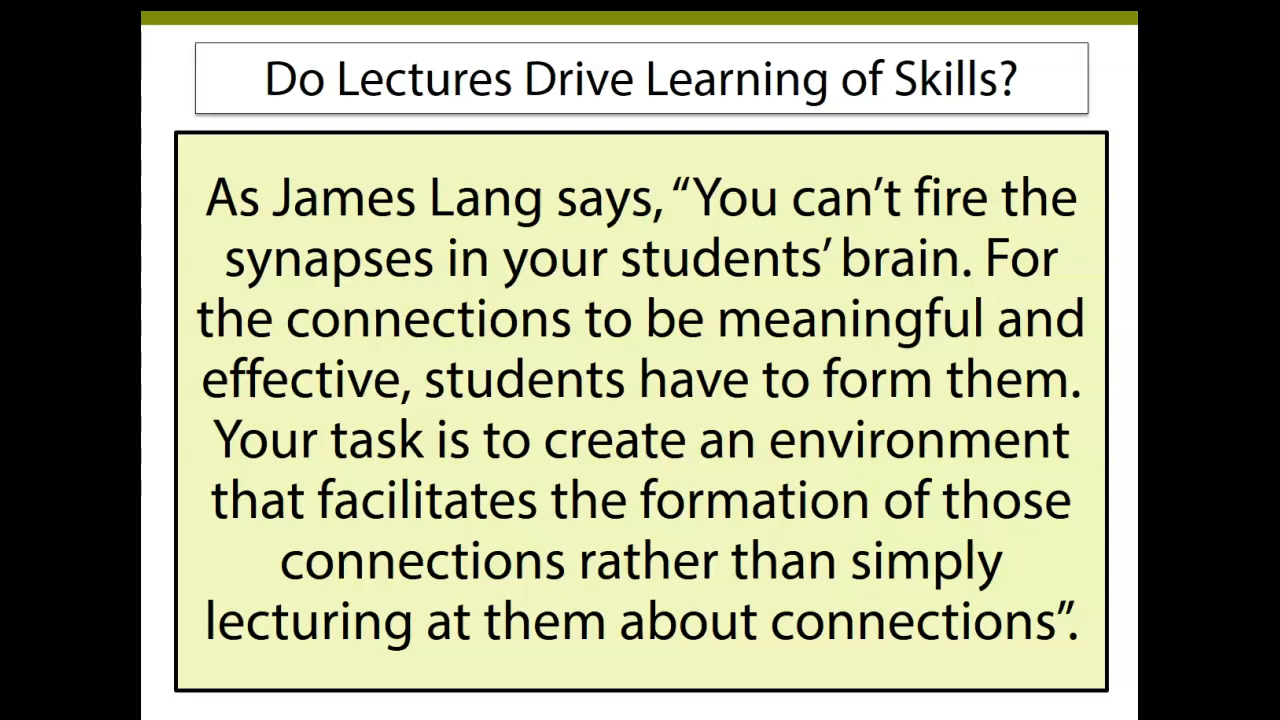 Do Lectures Drive Learning of Skills?
As James Lang says, “You can’t fire the
synapses in your students’ brain. For
the connections to be meaningful and
effective, students have to form them.
Your task is to create an environment
that facilitates the formation of those
connections rather than simply
lecturing at them about connections”.